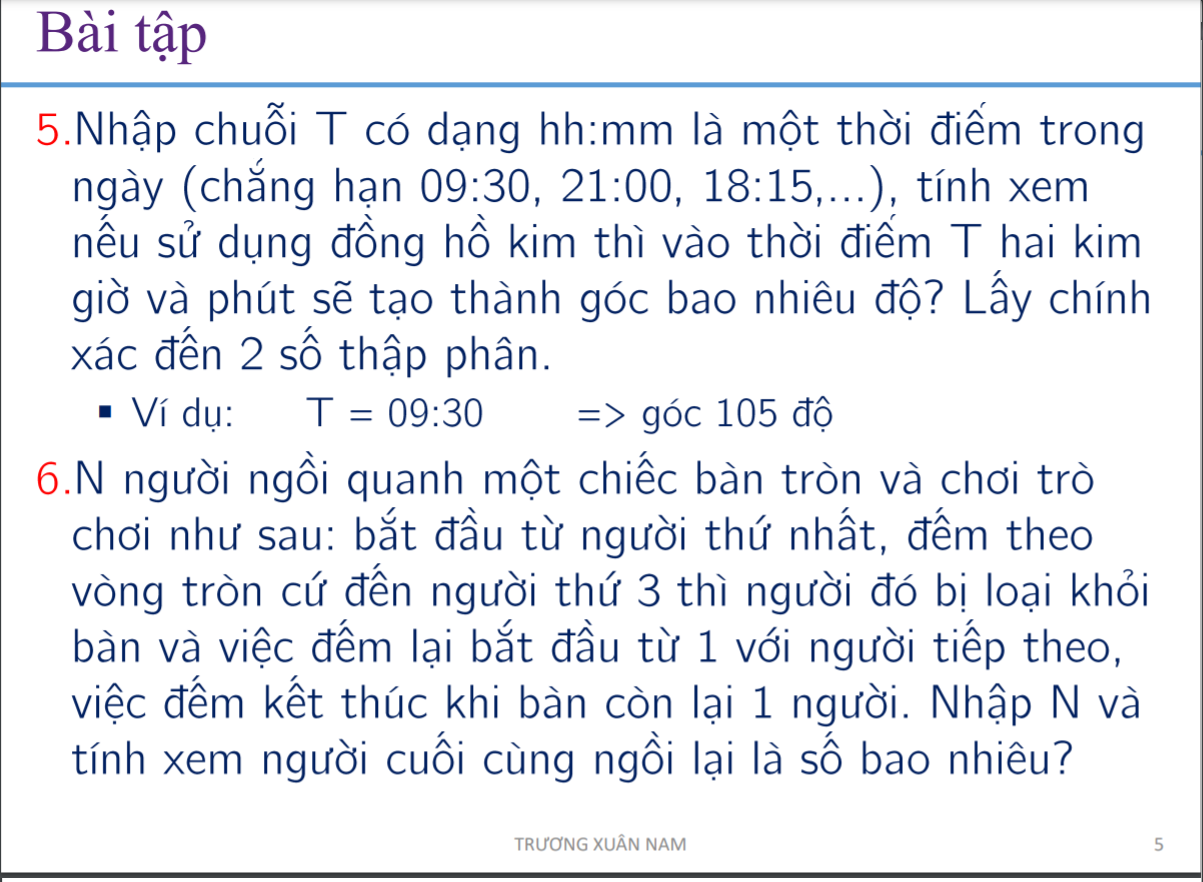 Bài tập
5.Nhập chuỗi T có dạng hh:mm là một thời điểm trong
ngày (chẳng hạn 09:30, 21:00, 18:15,...), tính xem
nếu sử dụng đồng hồ kim thì vào thời điểm T hai kim
giờ và phút sẽ tạo thành góc bao nhiêu độ? Lấy chính
xác đến 2 số thập phân.
▪ Ví dụ: T = 09:30 => góc 105 độ
6.N người ngồi quanh một chiếc bàn tròn và chơi trò
chơi như sau: bắt đầu từ người thứ nhất, đếm theo
vòng tròn cứ đến người thứ 3 thì người đó bị loại khỏi
bàn và việc đếm lại bắt đầu từ 1 với người tiếp theo,
việc đếm kết thúc khi bàn còn lại 1 người. Nhập N và
tính xem người cuối cùng ngồi lại là số bao nhiêu?
TRƯƠNG XUÂN NAM 5